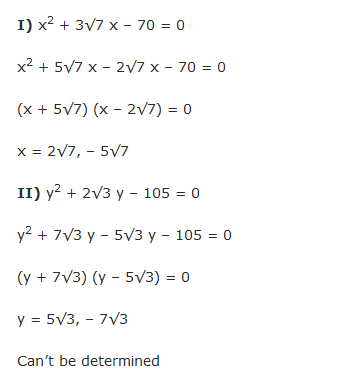 I) x² + 3√7 x − 70 = 0
x² + 5√7 x − 2√7 x − 70 = 0
(x + 5√7) (x − 2√7) = 0
x = 2√7, − 5√7
II) y² + 2√3 y − 105 = 0
y² + 7√3 y − 5√3 y − 105 = 0
(y + 7√3) (y − 5√3) = 0
y = 5√3, − 7√3
Can't be determined